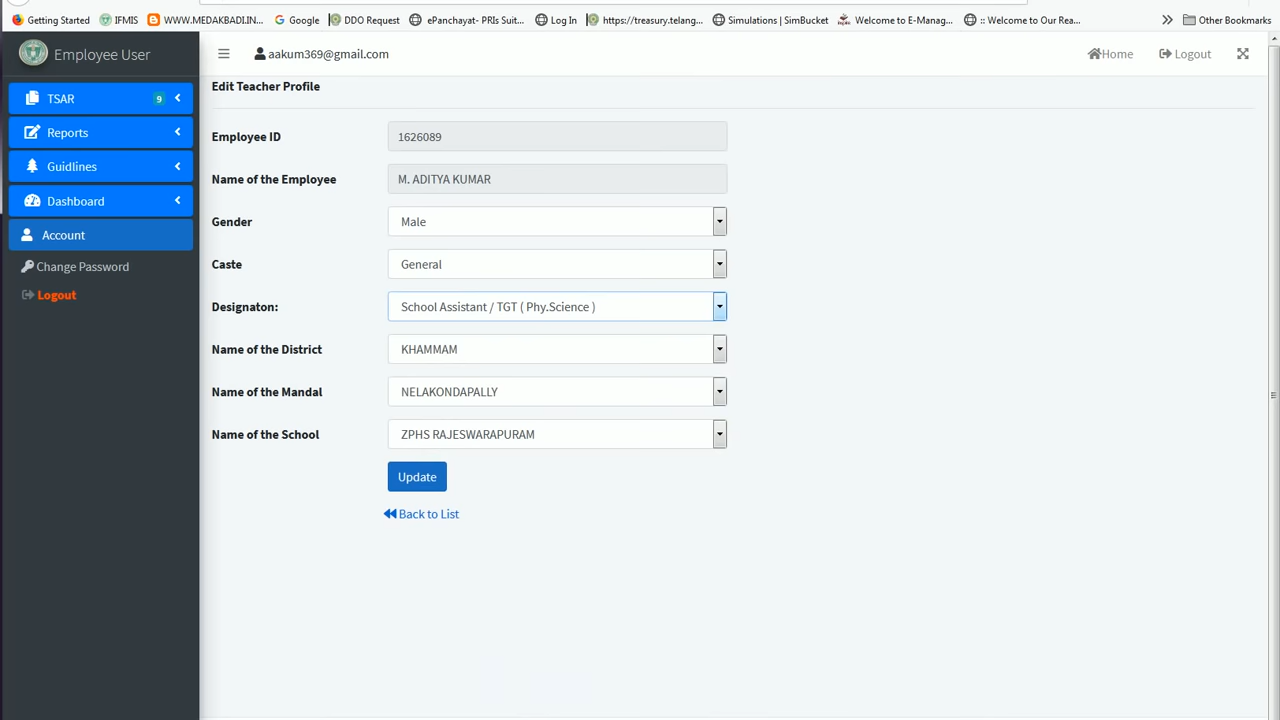 Getting Started IFMIS WWW.MEDAKBADI.IN... Google DDO Request ePanchayat- PRIs Suit... Log In https://treasury.telang... Simulations | SimBucket Welcome to E-Manag... :: Welcome to Our Rea... Other Bookmarks
Employee User
aakum369@gmail.com
Home Logout
TSAR 9
Reports
Guidlines
Dashboard
Account
Change Password
Logout
Edit Teacher Profile
Employee ID 1626089
Name of the Employee M. ADITYA KUMAR
Gender Male
Caste General
Designaton: School Assistant / TGT ( Phy.Science )
Name of the District KHAMMAM
Name of the Mandal NELAKONDAPALLY
Name of the School ZPHS RAJESWARAPURAM
Update
Back to List